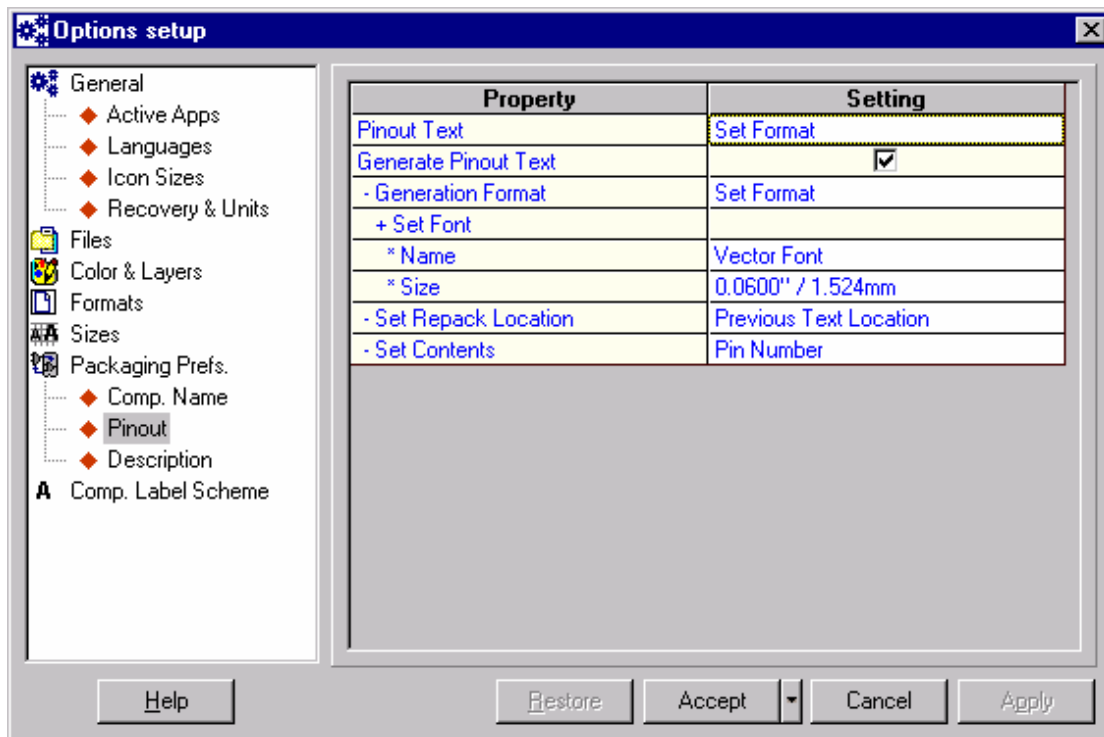 Options setup
General
Active Apps
Languages
Icon Sizes
Recovery & Units
Files
Color & Layers
Formats
Sizes
Packaging Prefs.
Comp. Name
Pinout
Description
A Comp. Label Scheme
Property Setting
Pinout Text Set Format
Generate Pinout Text
- Generation Format Set Format
+ Set Font
* Name Vector Font
* Size 0.0600" / 1.524mm
- Set Repack Location Previous Text Location
- Set Contents Pin Number
Help Restore Accept Cancel Apply